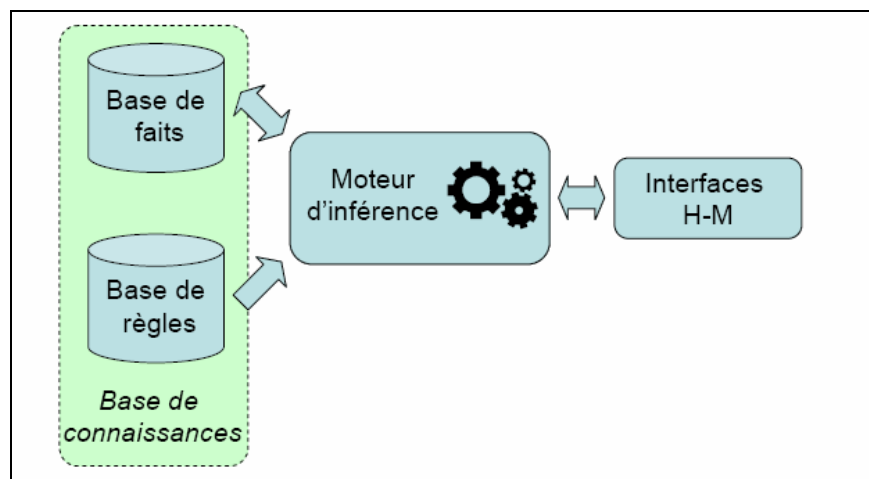 Base de
faits
Moteur
d'inférence
Interfaces
H-M
Base de
règles
Base de
connaissances